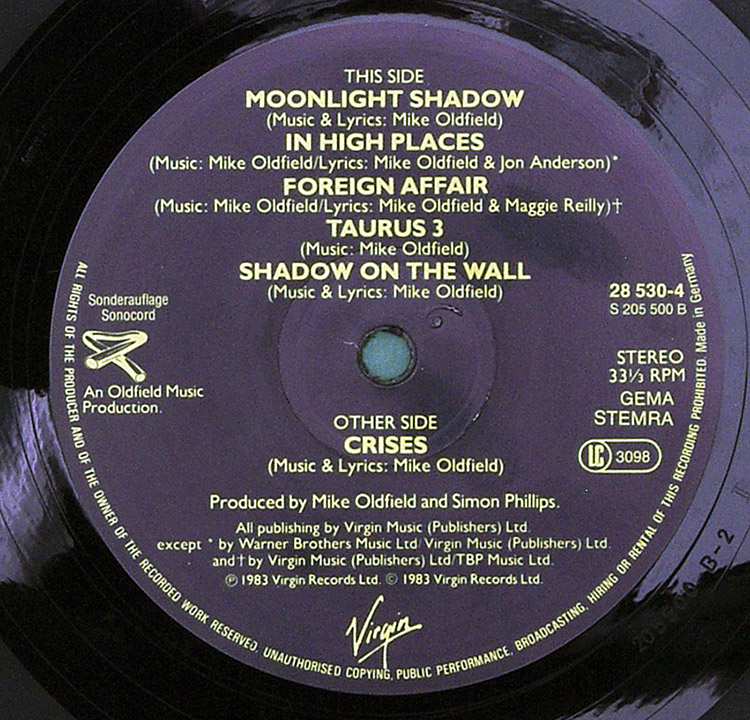 THIS SIDE
MOONLIGHT SHADOW
(Music & Lyrics: Mike Oldfield)
IN HIGH PLACES
(Music: Mike Oldfield/Lyrics: Mike Oldfield & Jon Anderson)*
FOREIGN AFFAIR
(Music: Mike Oldfield/Lyrics: Mike Oldfield & Maggie Reilly)†
TAURUS 3
(Music: Mike Oldfield)
SHADOW ON THE WALL
(Music & Lyrics: Mike Oldfield)
Sonderauflage
Sonocord
An Oldfield Music
Production.
28 530-4
S 205 500 B
STEREO
33⅓ RPM
GEMA
STEMRA
LC 3098
OTHER SIDE
CRISES
(Music & Lyrics: Mike Oldfield)
Produced by Mike Oldfield and Simon Phillips.
All publishing by Virgin Music (Publishers) Ltd.
except * by Warner Brothers Music Ltd/Virgin Music (Publishers) Ltd.
and † by Virgin Music (Publishers) Ltd/TBP Music Ltd.
℗ 1983 Virgin Records Ltd. © 1983 Virgin Records Ltd.
Virgin
ALL RIGHTS OF THE PRODUCER AND OF THE OWNER OF THE RECORDED WORK RESERVED. UNAUTHORISED COPYING, PUBLIC PERFORMANCE, BROADCASTING, HIRING OR RENTAL OF THIS RECORDING PROHIBITED. Made in Germany
B-2